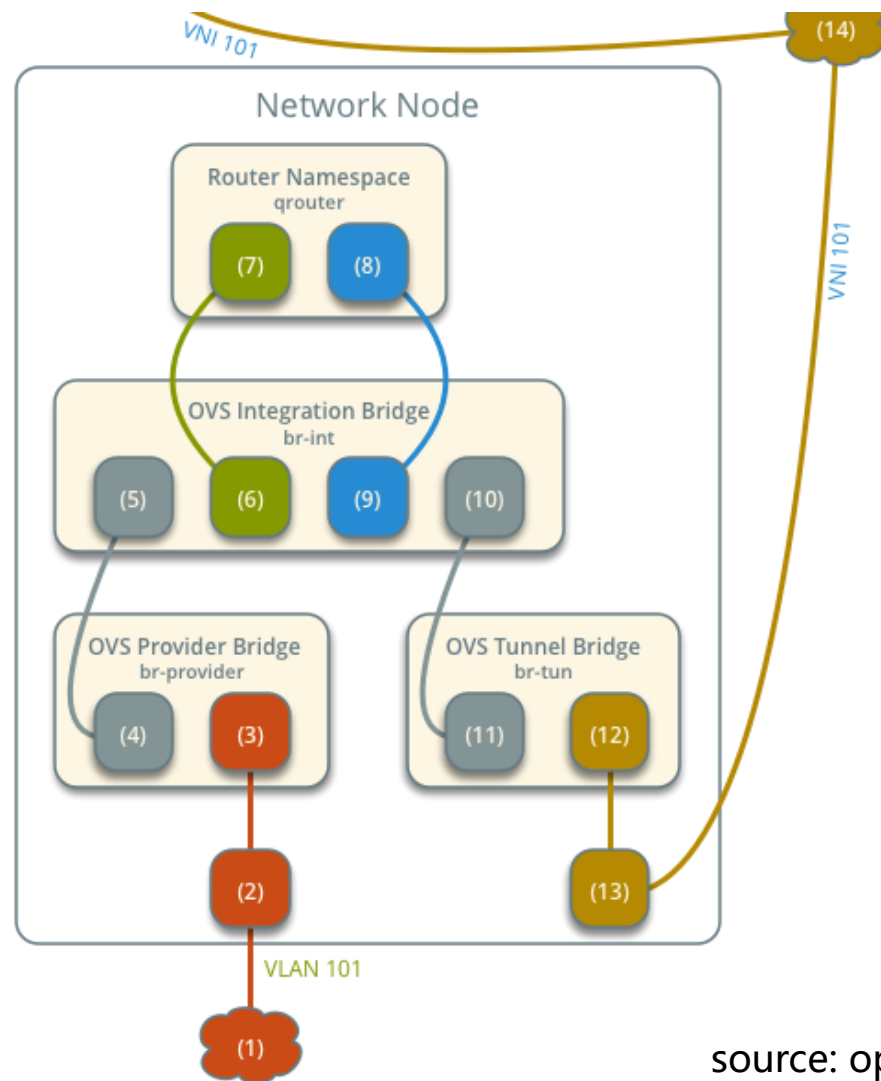 VNI 101
(14)
Network Node
Router Namespace
qrouter
(7)
(8)
VNI 101
OVS Integration Bridge
br-int
(5)
(6)
(9)
(10)
OVS Provider Bridge
br-provider
OVS Tunnel Bridge
br-tun
(4)
(3)
(11)
(12)
(2)
(13)
VLAN 101
(1)
source: op